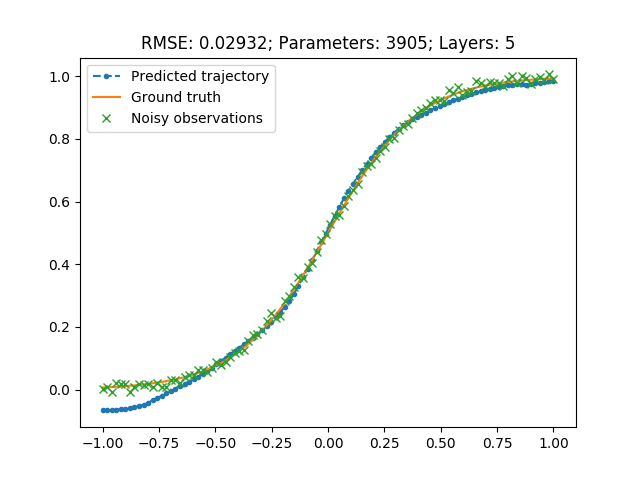 RMSE: 0.02932; Parameters: 3905; Layers: 5
Predicted trajectory
Ground truth
Noisy observations
1.0
0.8
0.6
0.4
0.2
0.0
−1.00 −0.75 −0.50 −0.25 0.00 0.25 0.50 0.75 1.00